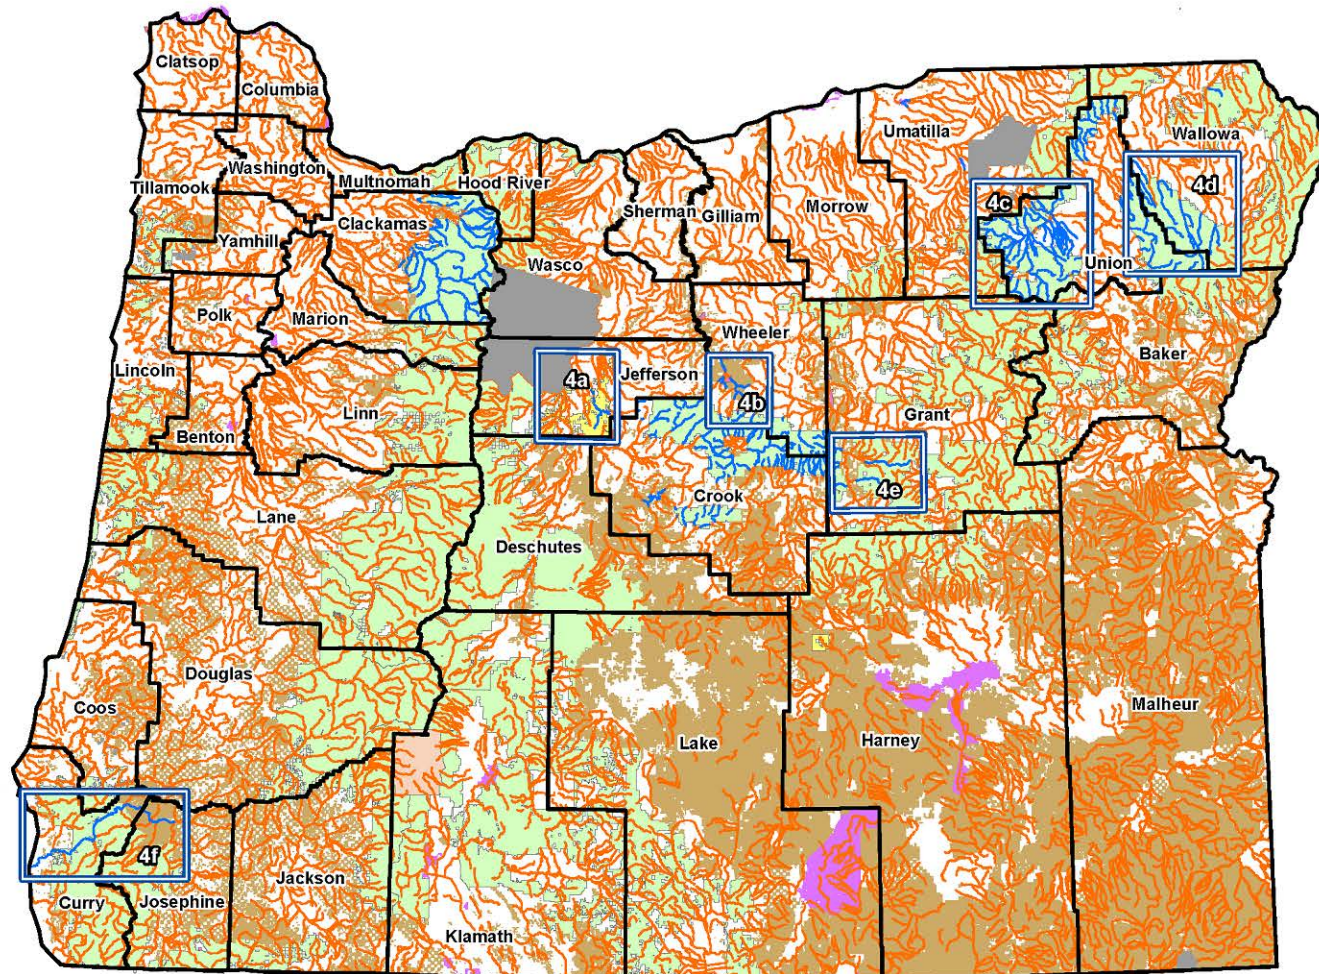 Clatsop
Columbia
Umatilla
Wallowa
Washington
Tillamook
Multnomah
Hood River
4d
Sherman
Gilliam
Morrow
4c
Clackamas
Yamhill
Wasco
Union
Polk
Marion
Wheeler
Baker
Lincoln
4a
Jefferson
4b
Linn
Grant
Benton
Crook
4e
Lane
Deschutes
Douglas
Coos
Malheur
Lake
Harney
4f
Jackson
Curry
Josephine
Klamath